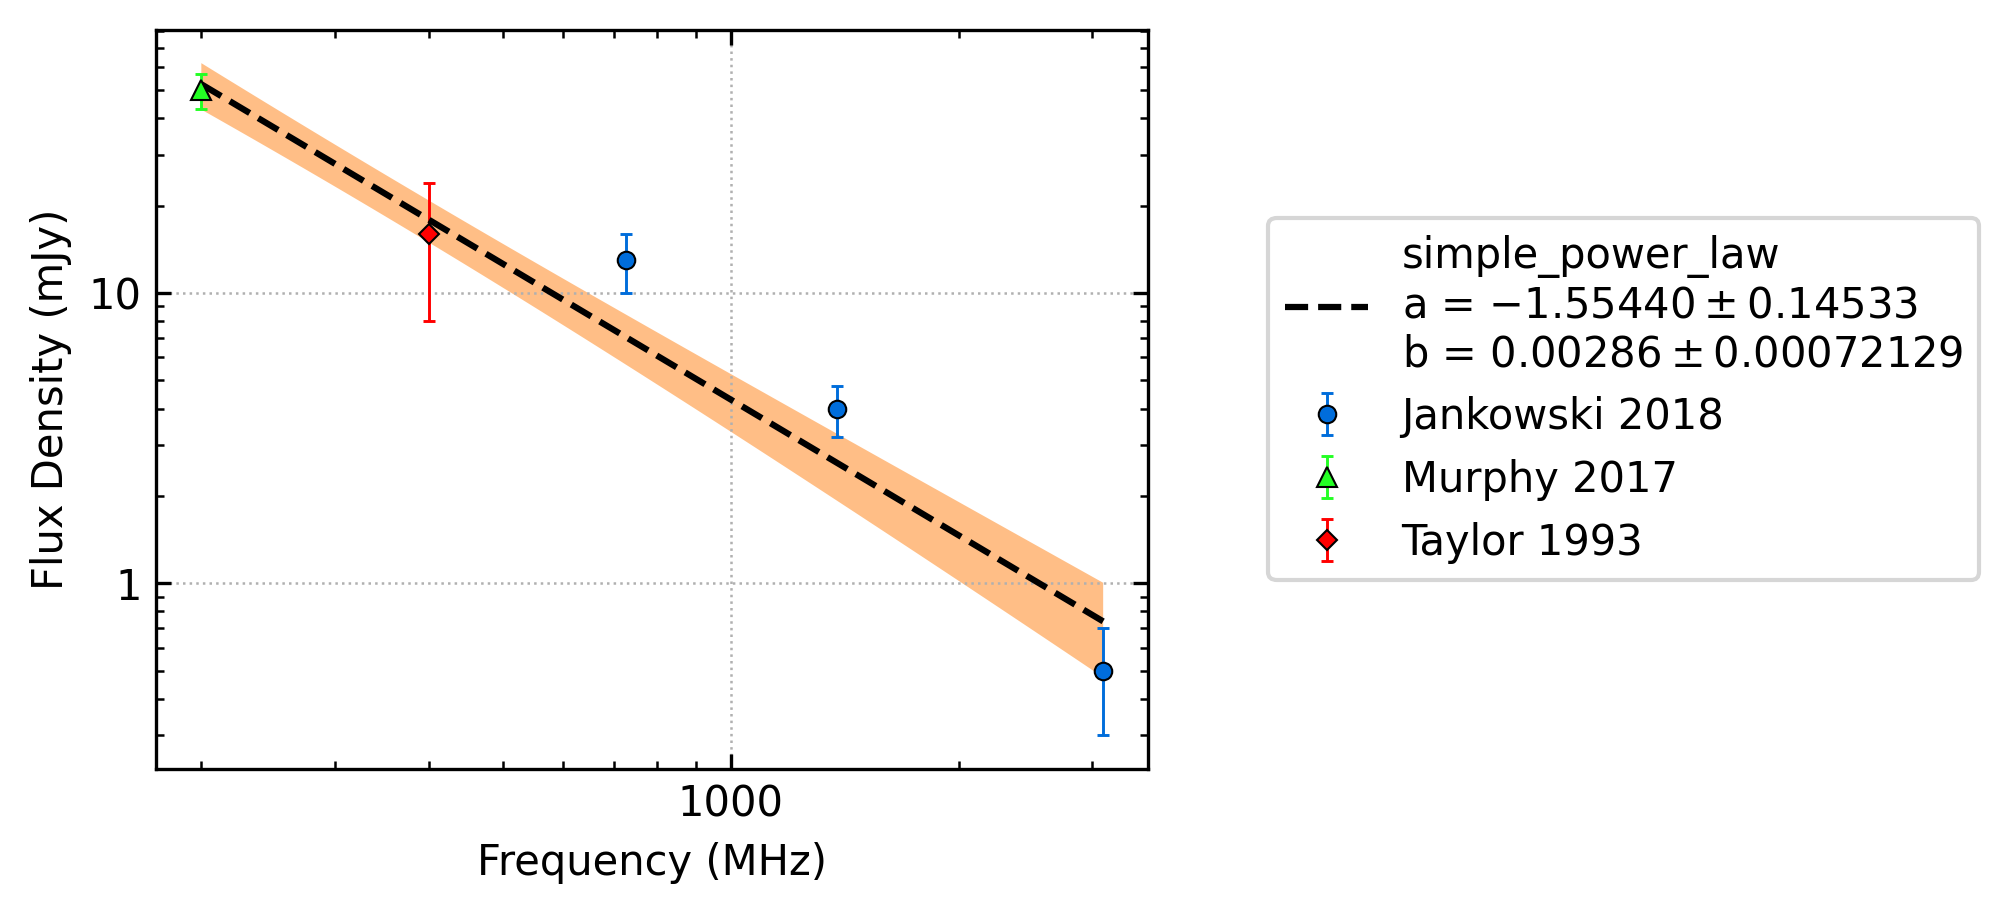 10
1
1000
Flux Density (mJy)
Frequency (MHz)
simple_power_law
a = −1.55440 ± 0.14533
b = 0.00286 ± 0.00072129
Jankowski 2018
Murphy 2017
Taylor 1993